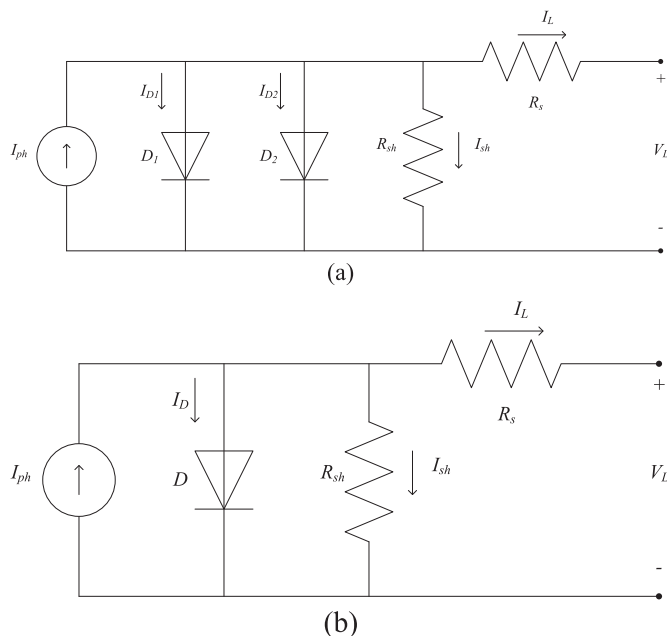 I_L
I_D1
I_D2
R_s
+
I_ph
D_1
D_2
R_sh
I_sh
V_L
-
(a)
I_L
I_D
R_s
+
I_ph
D
R_sh
I_sh
V_L
-
(b)